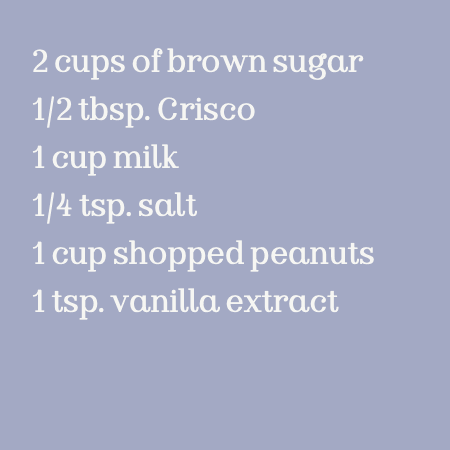 2 cups of brown sugar
1/2 tbsp. Crisco
1 cup milk
1/4 tsp. salt
1 cup shopped peanuts
1 tsp. vanilla extract